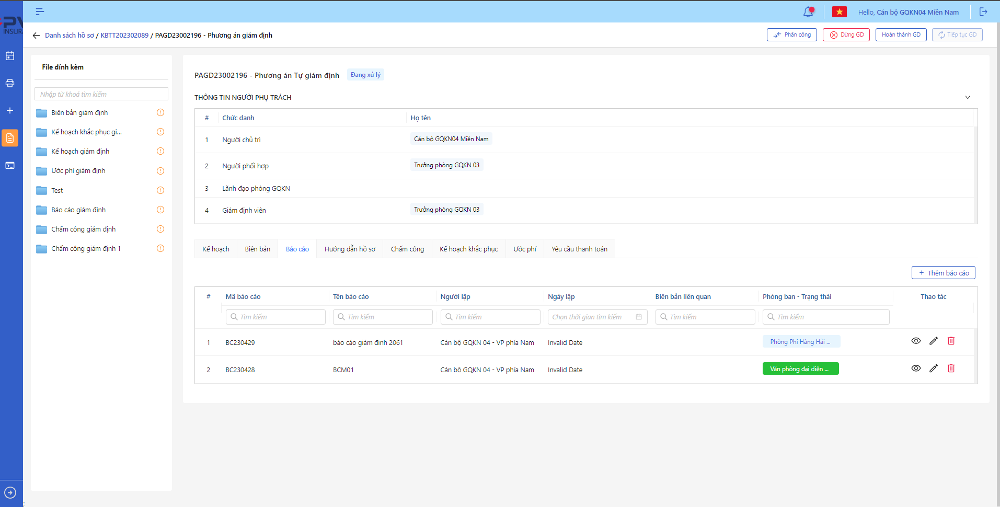 Hello, Cán bộ GQKN04 Miền Nam
INSUR
Danh sách hồ sơ / KBTT202302089 / PAGD23002196 - Phương án giám định
Phân công
Dừng GD
Hoàn thành GD
Tiếp tục GD
File đính kèm
Nhập từ khoá tìm kiếm
Biên bản giám định
Kế hoạch khắc phục gi...
Kế hoạch giám định
Ước phí giám định
Test
Báo cáo giám định
Chấm công giám định
Chấm công giám định 1
PAGD23002196 - Phương án Tự giám định Đang xử lý
THÔNG TIN NGƯỜI PHỤ TRÁCH
# Chức danh Họ tên
1 Người chủ trì Cán bộ GQKN04 Miền Nam
2 Người phối hợp Trưởng phòng GQKN 03
3 Lãnh đạo phòng GQKN
4 Giám định viên Trưởng phòng GQKN 03
Kế hoạch Biên bản Báo cáo Hướng dẫn hồ sơ Chấm công Kế hoạch khắc phục Ước phí Yêu cầu thanh toán
+ Thêm báo cáo
# Mã báo cáo Tên báo cáo Người lập Ngày lập Biên bản liên quan Phòng ban - Trạng thái Thao tác
Tìm kiếm Tìm kiếm Tìm kiếm Chọn thời gian tìm kiếm Tìm kiếm Tìm kiếm
1 BC230429 báo cáo giám đinh 2061 Cán bộ GQKN 04 - VP phía Nam Invalid Date Phòng Phi Hàng Hải ...
2 BC230428 BCM01 Cán bộ GQKN 04 - VP phía Nam Invalid Date Văn phòng đại diện ...